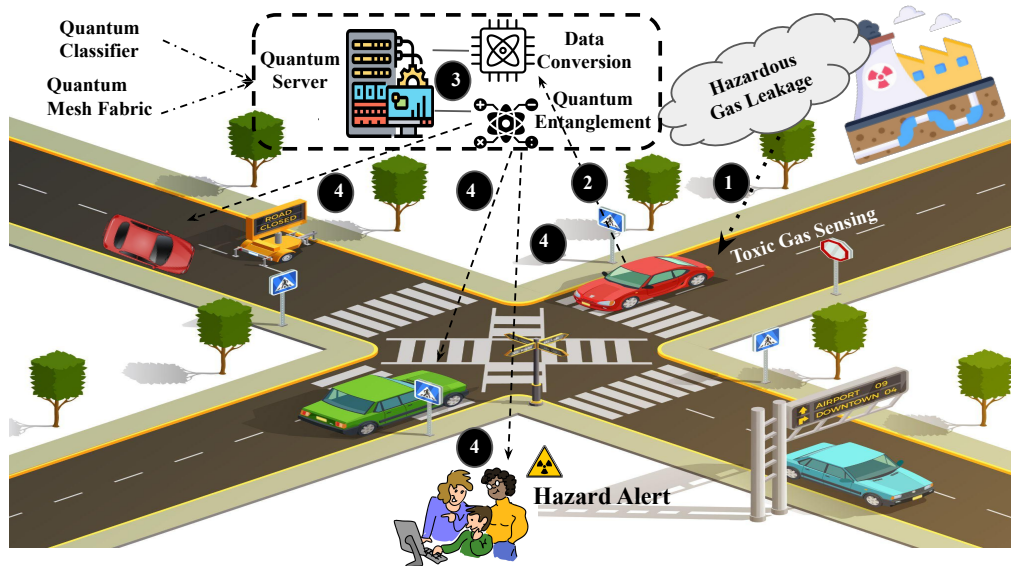 Quantum
Classifier
Quantum
Mesh Fabric
Quantum
Server
3
Data
Conversion
Quantum
Entanglement
Hazardous
Gas Leakage
4
4
2
1
4
ROAD
CLOSED
Toxic Gas Sensing
AIRPORT 09
DOWNTOWN 04
4
Hazard Alert